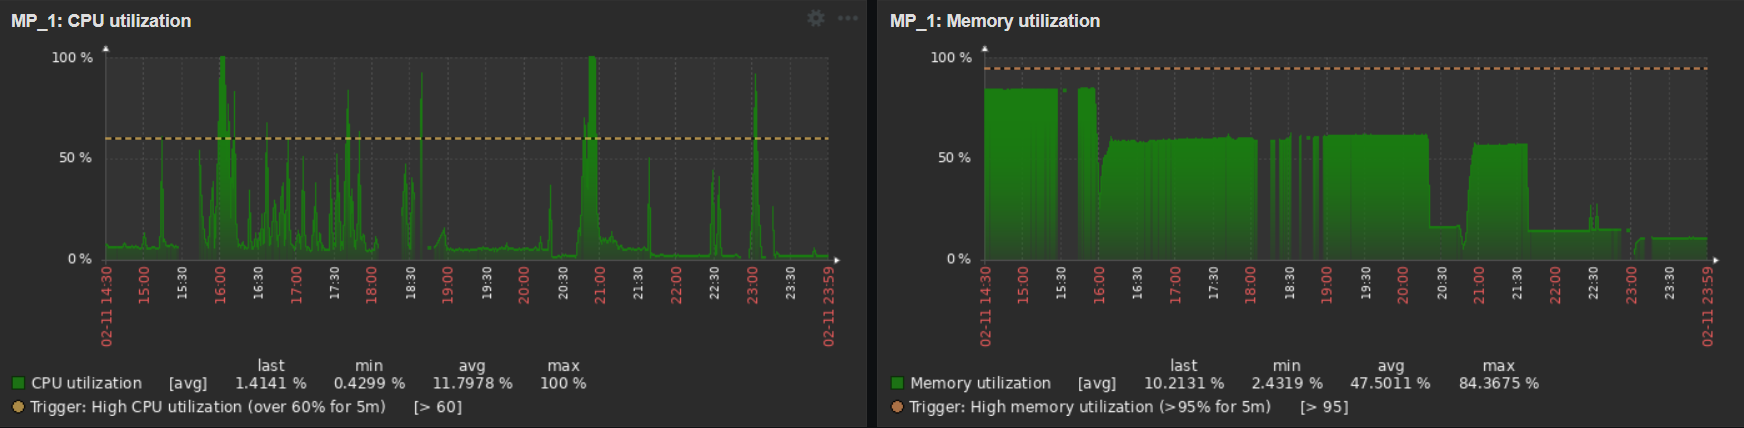 MP_1: CPU utilization
100 %
50 %
0 %
02-11 14:30 15:00 15:30 16:00 16:30 17:00 17:30 18:00 18:30 19:00 19:30 20:00 20:30 21:00 21:30 22:00 22:30 23:00 23:30 02-11 23:59
last min avg max
CPU utilization [avg] 1.4141 % 0.4299 % 11.7978 % 100 %
Trigger: High CPU utilization (over 60% for 5m) [> 60]
MP_1: Memory utilization
100 %
50 %
0 %
02-11 14:30 15:00 15:30 16:00 16:30 17:00 17:30 18:00 18:30 19:00 19:30 20:00 20:30 21:00 21:30 22:00 22:30 23:00 23:30 02-11 23:59
last min avg max
Memory utilization [avg] 10.2131 % 2.4319 % 47.5011 % 84.3675 %
Trigger: High memory utilization (>95% for 5m) [> 95]